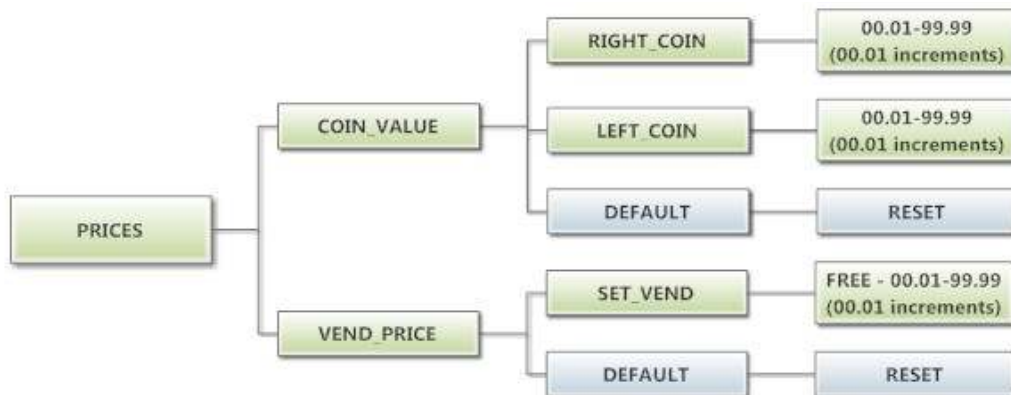 RIGHT_COIN
00.01-99.99
(00.01 increments)
COIN_VALUE
LEFT_COIN
00.01-99.99
(00.01 increments)
DEFAULT
RESET
PRICES
SET_VEND
FREE - 00.01-99.99
(00.01 increments)
VEND_PRICE
DEFAULT
RESET